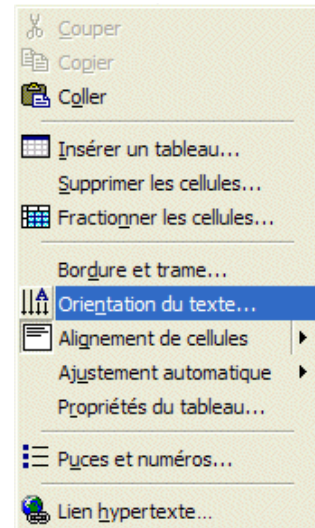 Couper
Copier
Coller
Insérer un tableau...
Supprimer les cellules...
Fractionner les cellules...
Bordure et trame...
Orientation du texte...
Alignement de cellules
Ajustement automatique
Propriétés du tableau...
Puces et numéros...
Lien hypertexte...